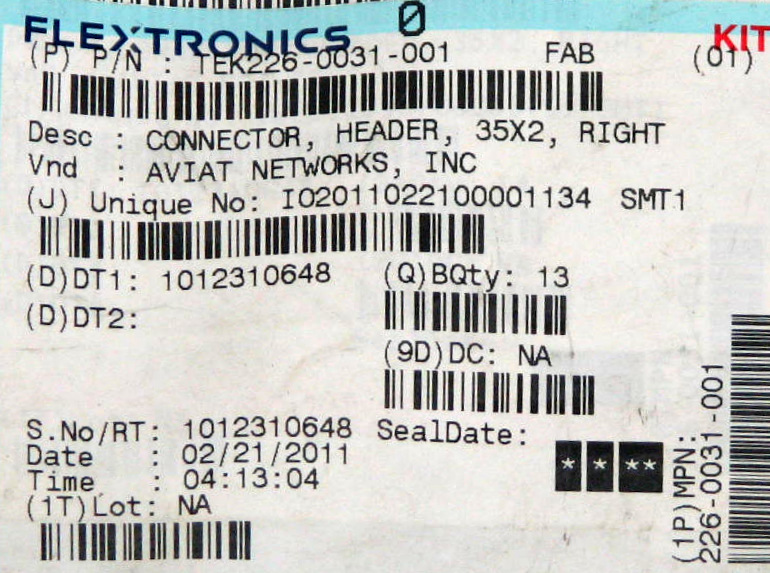 0
FLEXTRONICS
KIT
(P) P/N : TEK226-0031-001 FAB (01)
Desc : CONNECTOR, HEADER, 35X2, RIGHT
Vnd : AVIAT NETWORKS, INC
(J) Unique No: IO2011022100001134 SMT1
(D)DT1: 1012310648 (Q)BQty: 13
(D)DT2:
(9D)DC: NA
S.No/RT: 1012310648 SealDate:
Date : 02/21/2011
* * **
Time : 04:13:04
(1T)Lot: NA
(1P)MPN:
226-0031-001